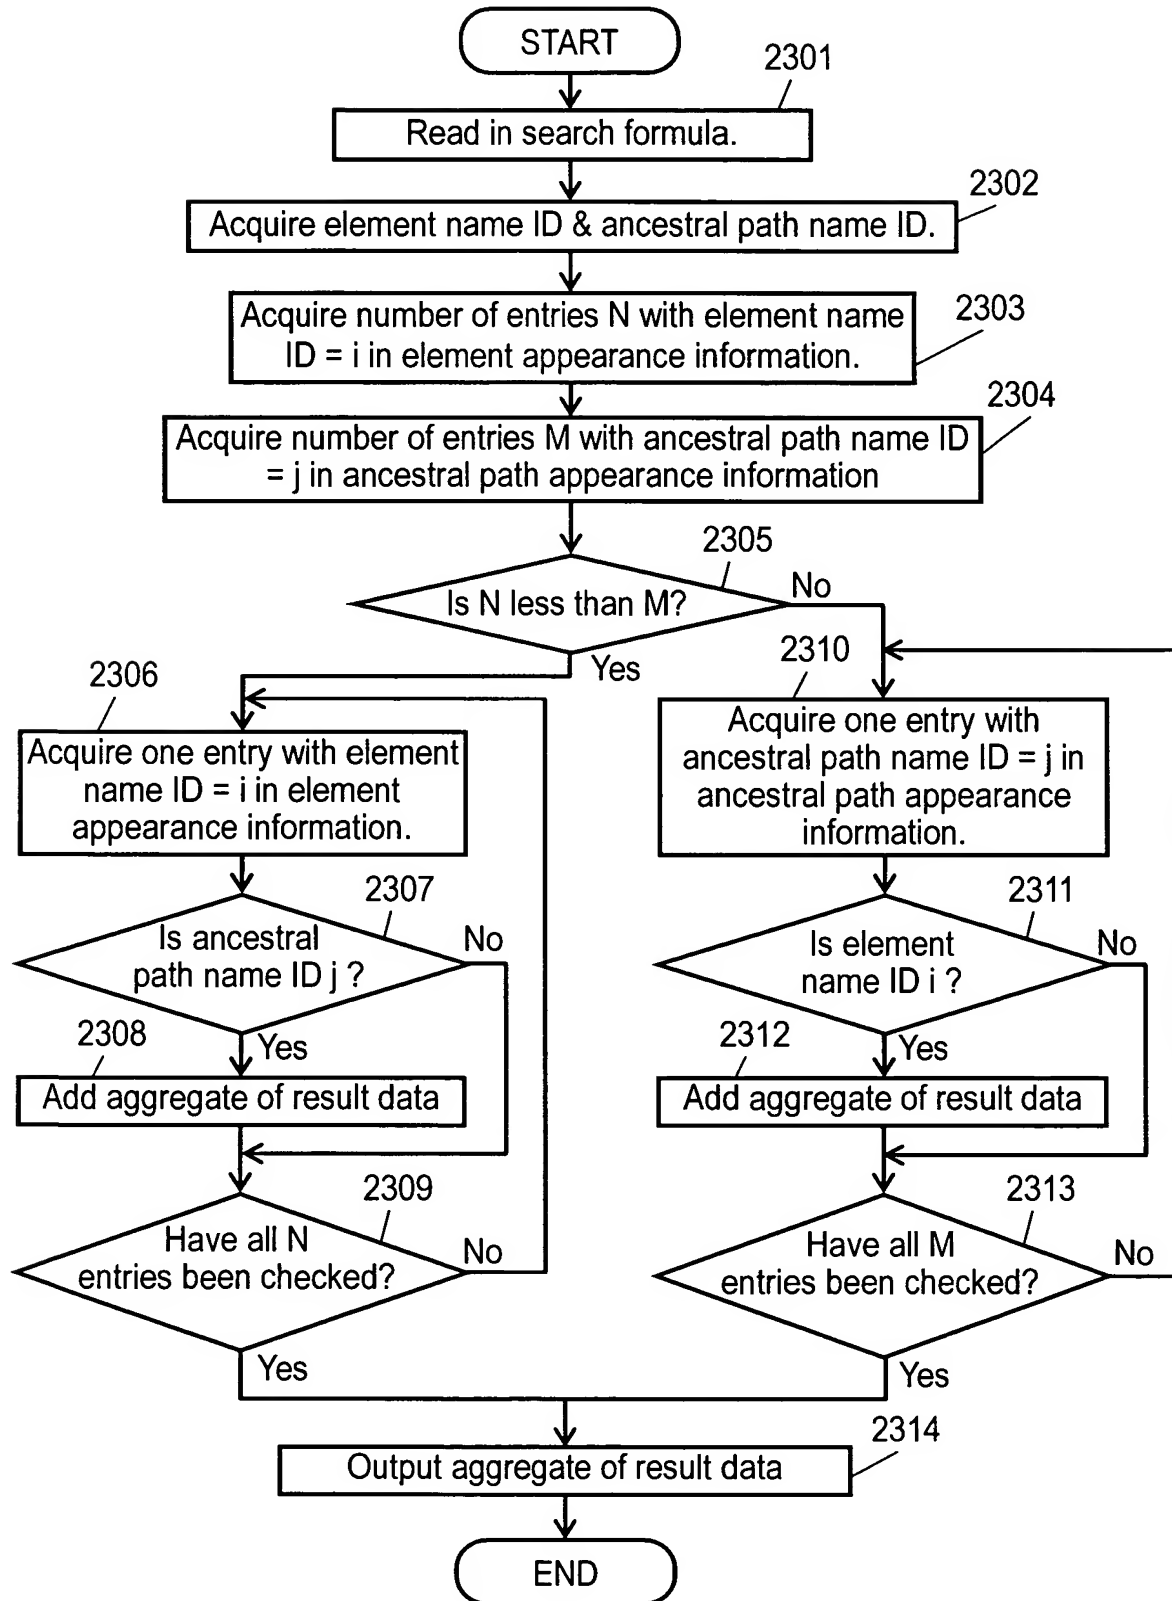 START
2301
Read in search formula.
2302
Acquire element name ID & ancestral path name ID.
2303
Acquire number of entries N with element name
ID = i in element appearance information.
2304
Acquire number of entries M with ancestral path name ID
= j in ancestral path appearance information
2305
Is N less than M?
No
Yes
2306
Acquire one entry with element
name ID = i in element
appearance information.
2307
Is ancestral
path name ID j ?
No
2308
Yes
Add aggregate of result data
2309
Have all N
entries been checked?
No
Yes
2310
Acquire one entry with
ancestral path name ID = j in
ancestral path appearance
information.
2311
Is element
name ID i ?
No
2312
Yes
Add aggregate of result data
2313
Have all M
entries been checked?
No
Yes
2314
Output aggregate of result data
END